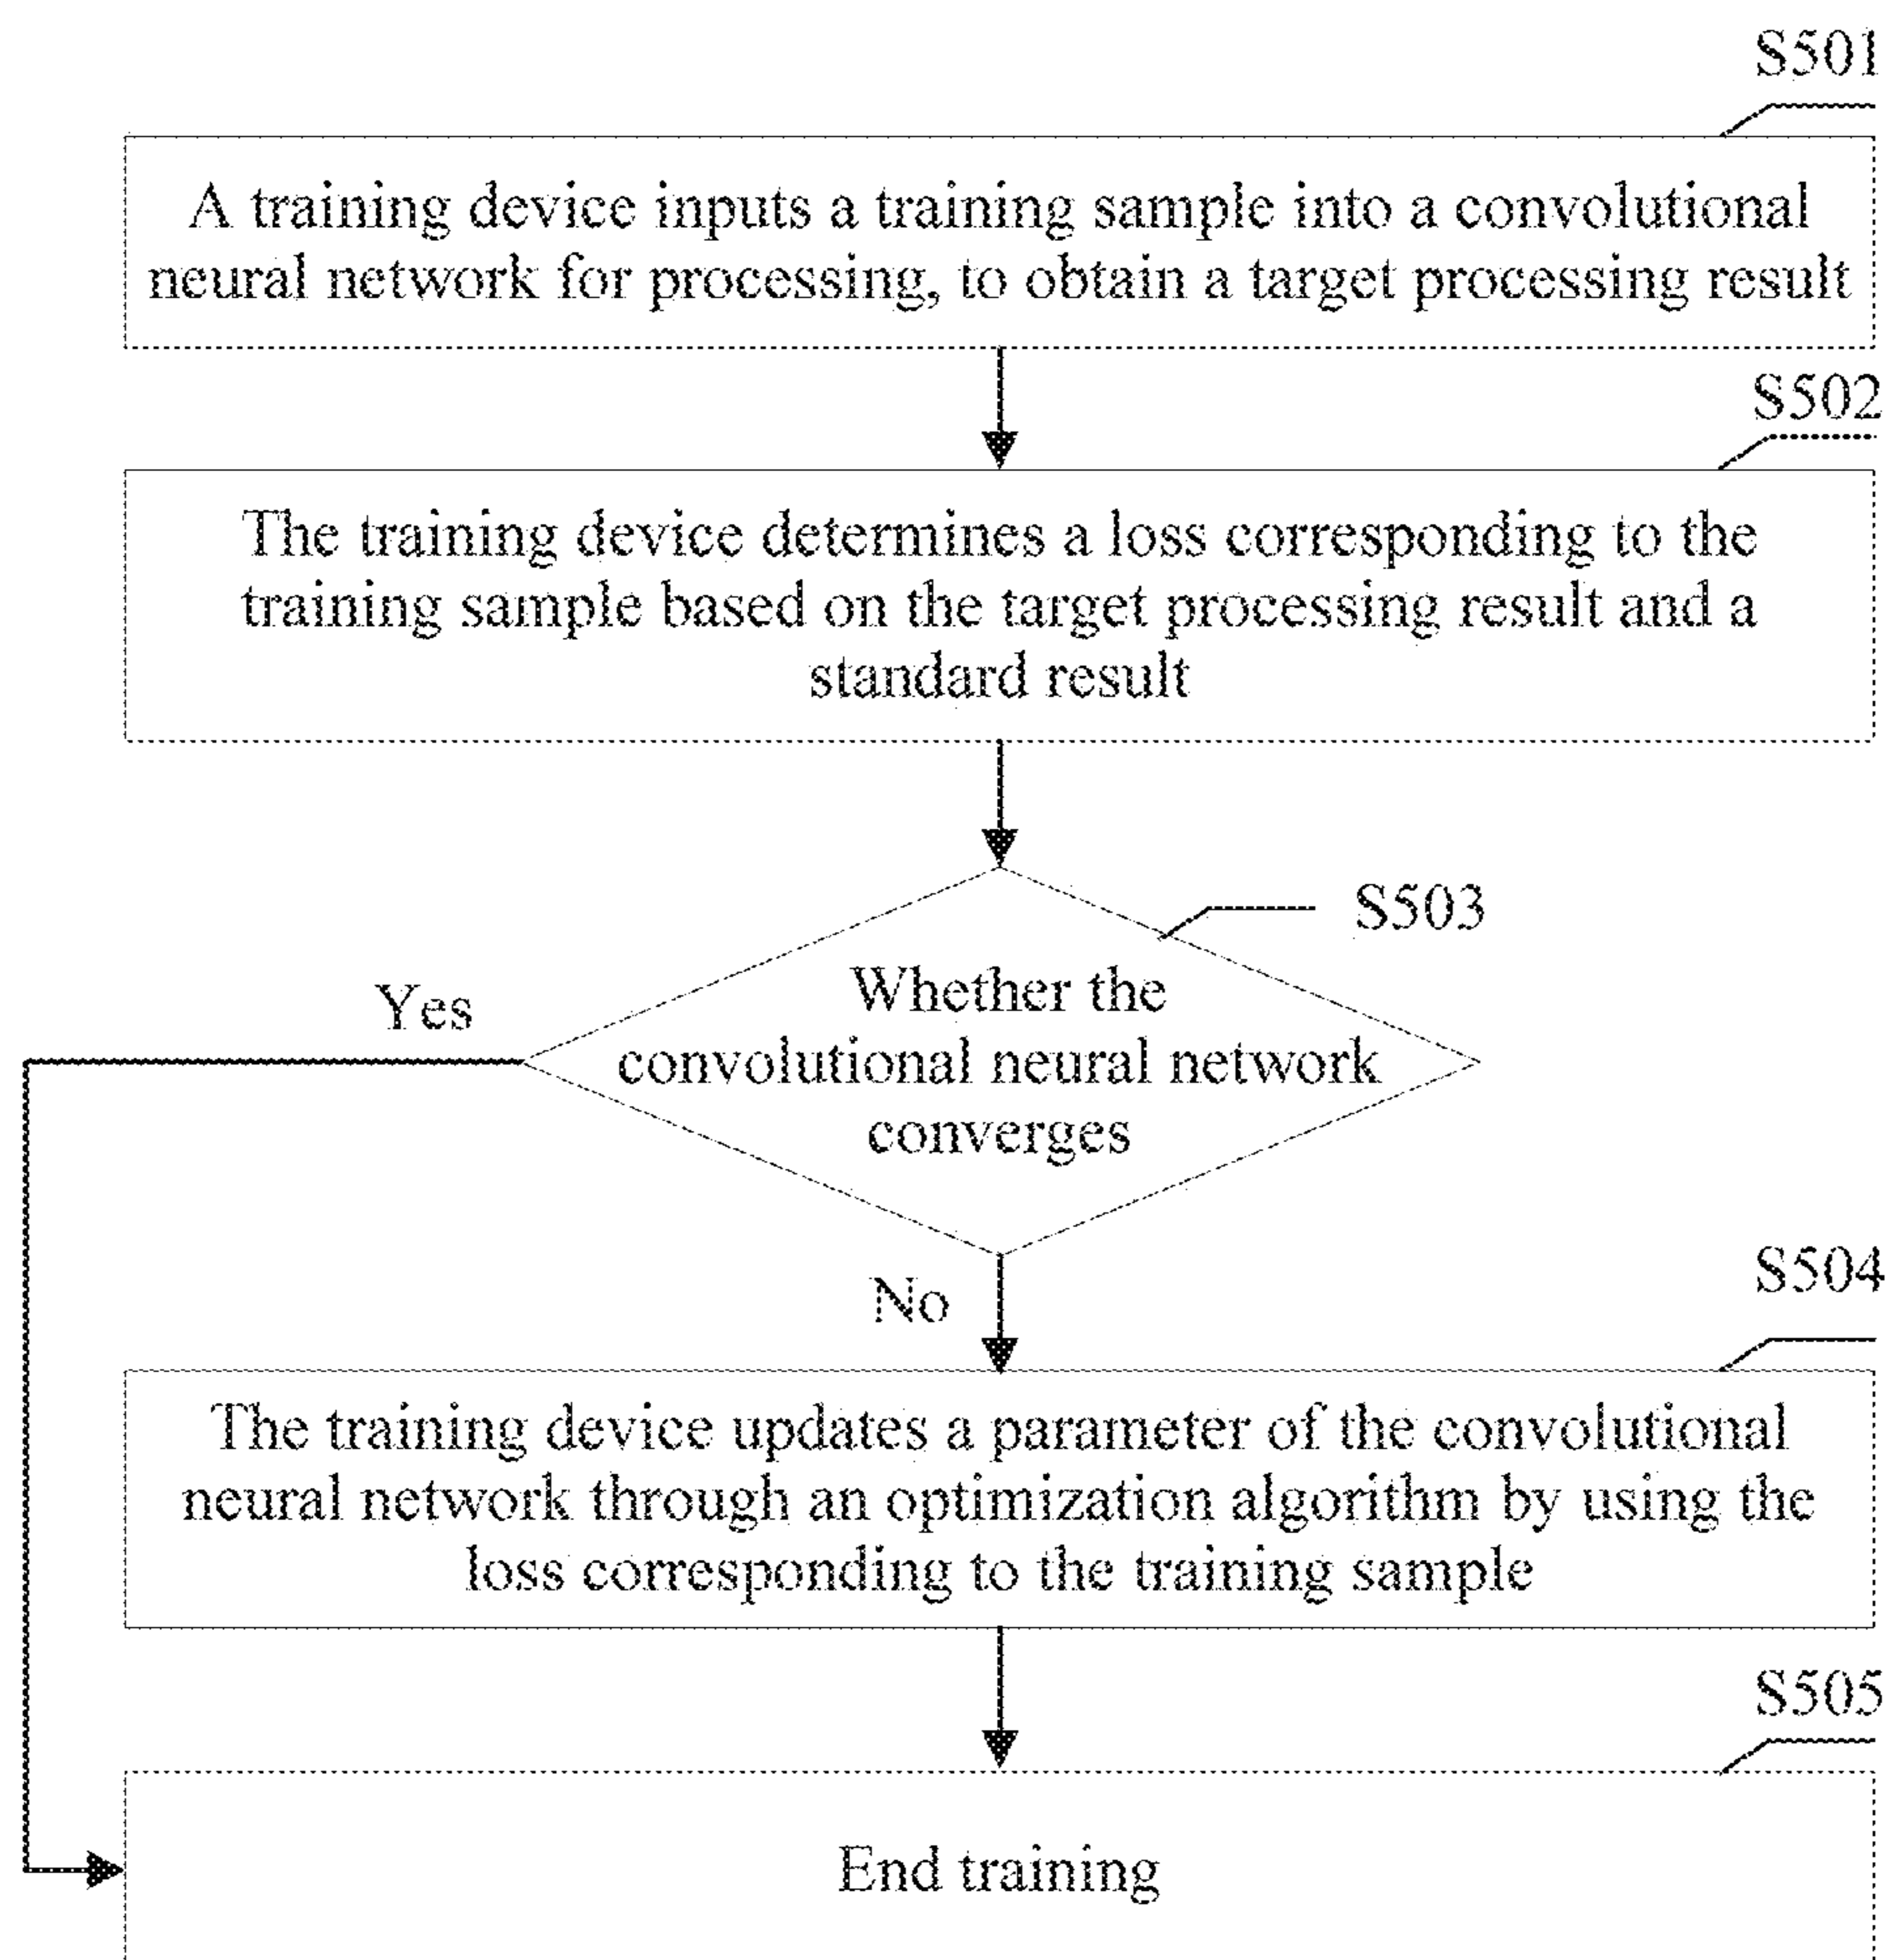 S501
A training device inputs a training sample into a convolutional
neural network for processing, to obtain a target processing result
S502
The training device determines a loss corresponding to the
training sample based on the target processing result and a
standard result
S503
Whether the
convolutional neural network
converges
Yes
No
S504
The training device updates a parameter of the convolutional
neural network through an optimization algorithm by using the
loss corresponding to the training sample
S505
End training